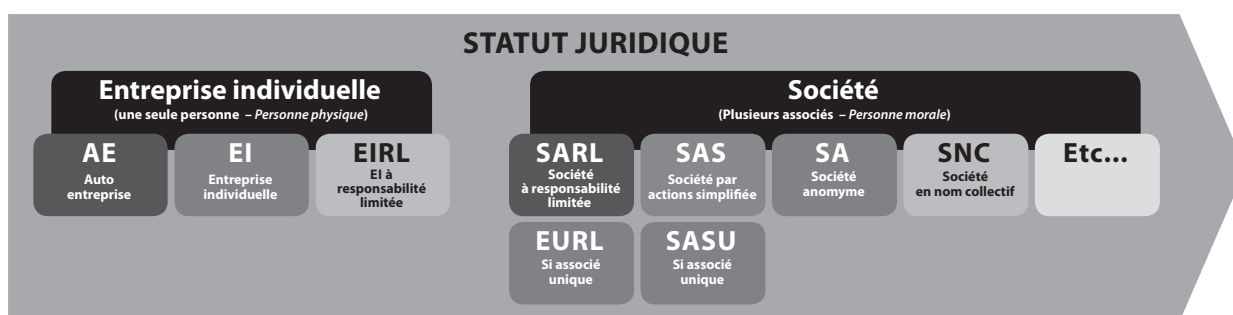 STATUT JURIDIQUE
Entreprise individuelle
(une seule personne – Personne physique)
AE
Auto
entreprise
EI
Entreprise
individuelle
EIRL
EI à
responsabilité
limitée
Société
(Plusieurs associés – Personne morale)
SARL
Société
à responsabilité
limitée
SAS
Société par
actions simplifiée
SA
Société
anomyme
SNC
Société
en nom collectif
Etc...
EURL
Si associé
unique
SASU
Si associé
unique